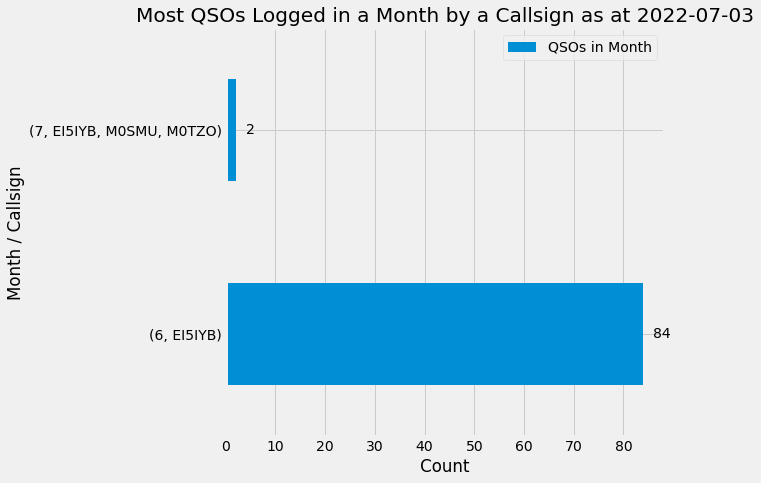 Most QSOs Logged in a Month by a Callsign as at 2022-07-03
QSOs in Month
(7, EI5IYB, M0SMU, M0TZO)
2
Month / Callsign
(6, EI5IYB)
84
0 10 20 30 40 50 60 70 80
Count